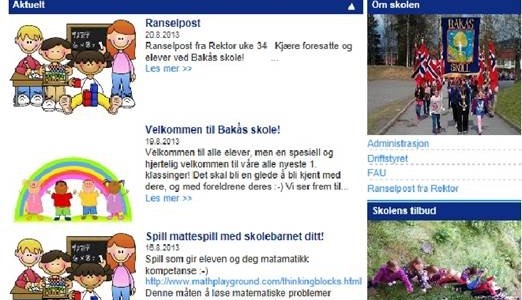 Aktuelt
Ranselpost
20.8.2013
Ranselpost fra Rektor uke 34 Kjære foresatte og
elever ved Bakås skole! ...
Les mer >>
Velkommen til Bakås skole!
19.8.2013
Velkommen til alle elever, men en spesiell og
hjertelig velkommen til våre alle nyeste 1.
klassinger! Det skal bli en glede å bli kjent med
dere, og med foreldrene deres :-) Vi ser frem til...
Les mer >>
Spill mattespill med skolebarnet ditt!
16.8.2013
Spill som gir eleven og deg matamatikk
kompetanse :-)
http://www.mathplayground.com/thinkingblocks.html
Denne måten å løse matematiske problemer
Om skolen
BAKÅS
SKOLE
Administrasjon
Driftstyret
FAU
Ranselpost fra Rektor
Skolens tilbud